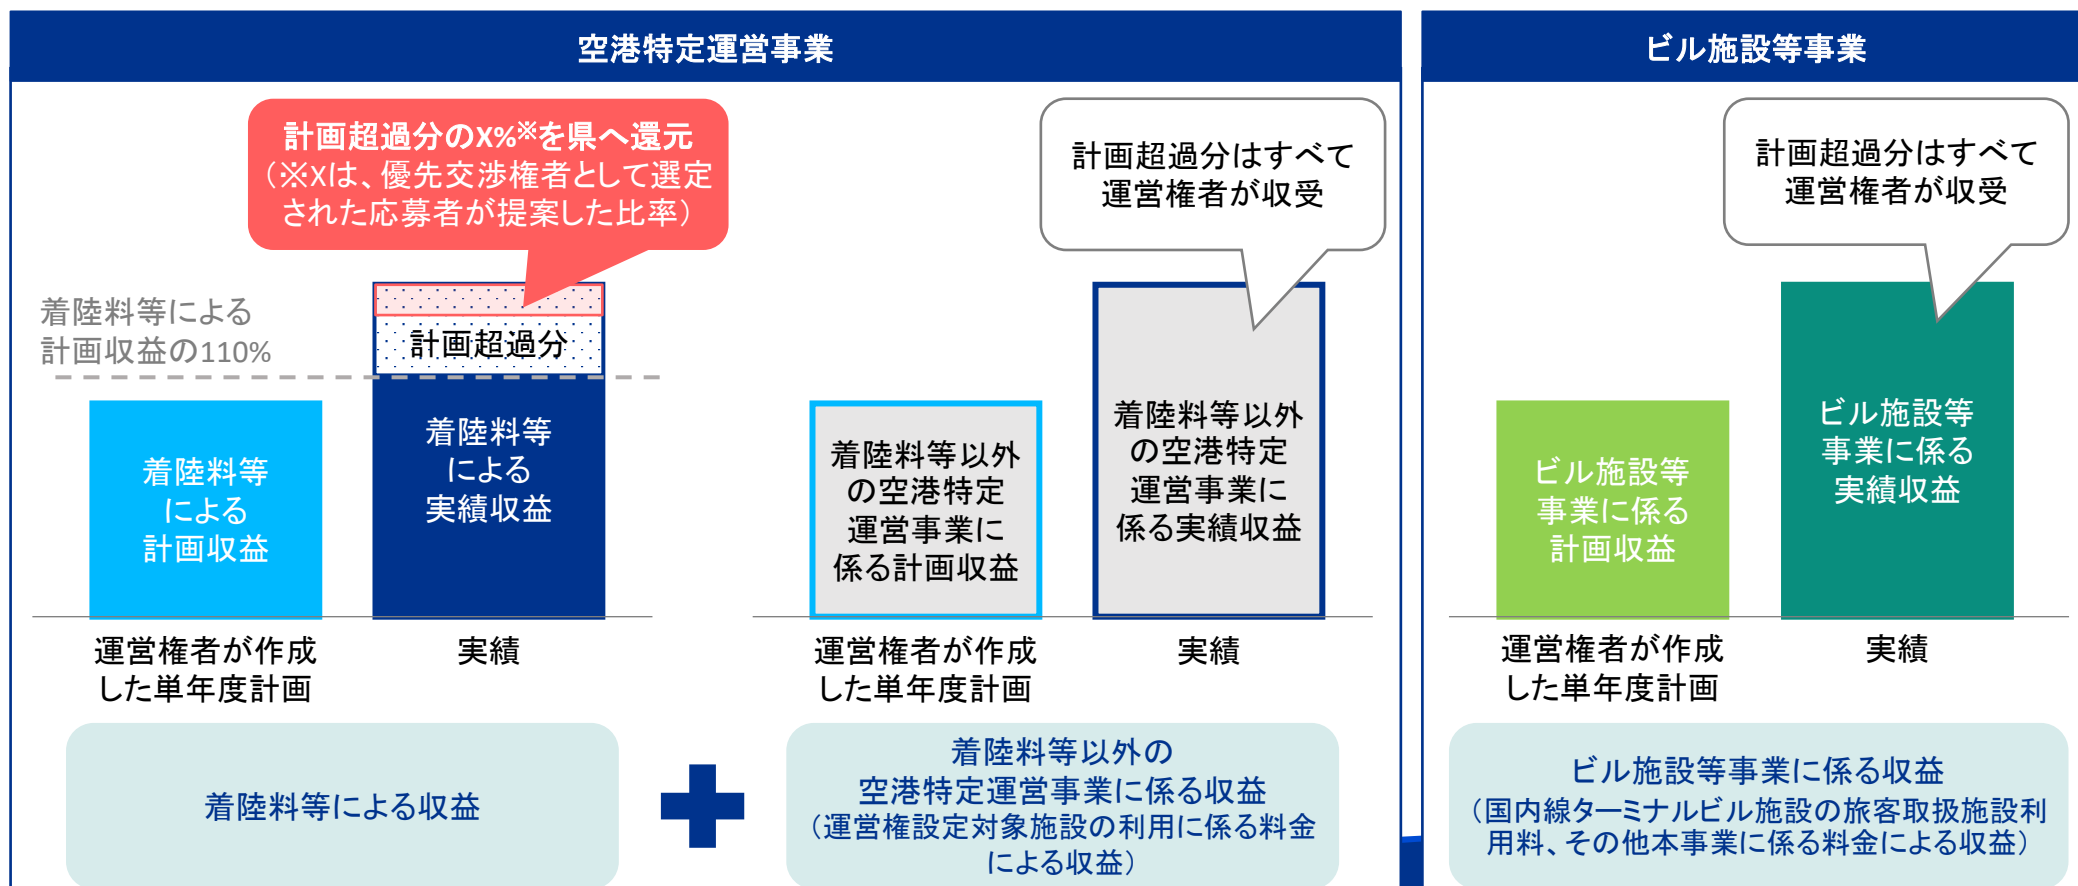 空港特定運営事業
計画超過分のX%※を県へ還元
（※Xは、優先交渉権者として選定
された応募者が提案した比率）
計画超過分はすべて
運営権者が収受
着陸料等による
計画収益の110%
計画超過分
着陸料等
による
計画収益
着陸料等
による
実績収益
着陸料等以外
の空港特定
運営事業に
係る計画収益
着陸料等以外
の空港特定
運営事業に
係る実績収益
運営権者が作成
した単年度計画
実績
運営権者が作成
した単年度計画
実績
着陸料等による収益
着陸料等以外の
空港特定運営事業に係る収益
（運営権設定対象施設の利用に係る料金
による収益）
ビル施設等事業
計画超過分はすべて
運営権者が収受
ビル施設等
事業に係る
計画収益
ビル施設等
事業に係る
実績収益
運営権者が作成
した単年度計画
実績
ビル施設等事業に係る収益
（国内線ターミナルビル施設の旅客取扱施設利
用料、その他本事業に係る料金による収益）